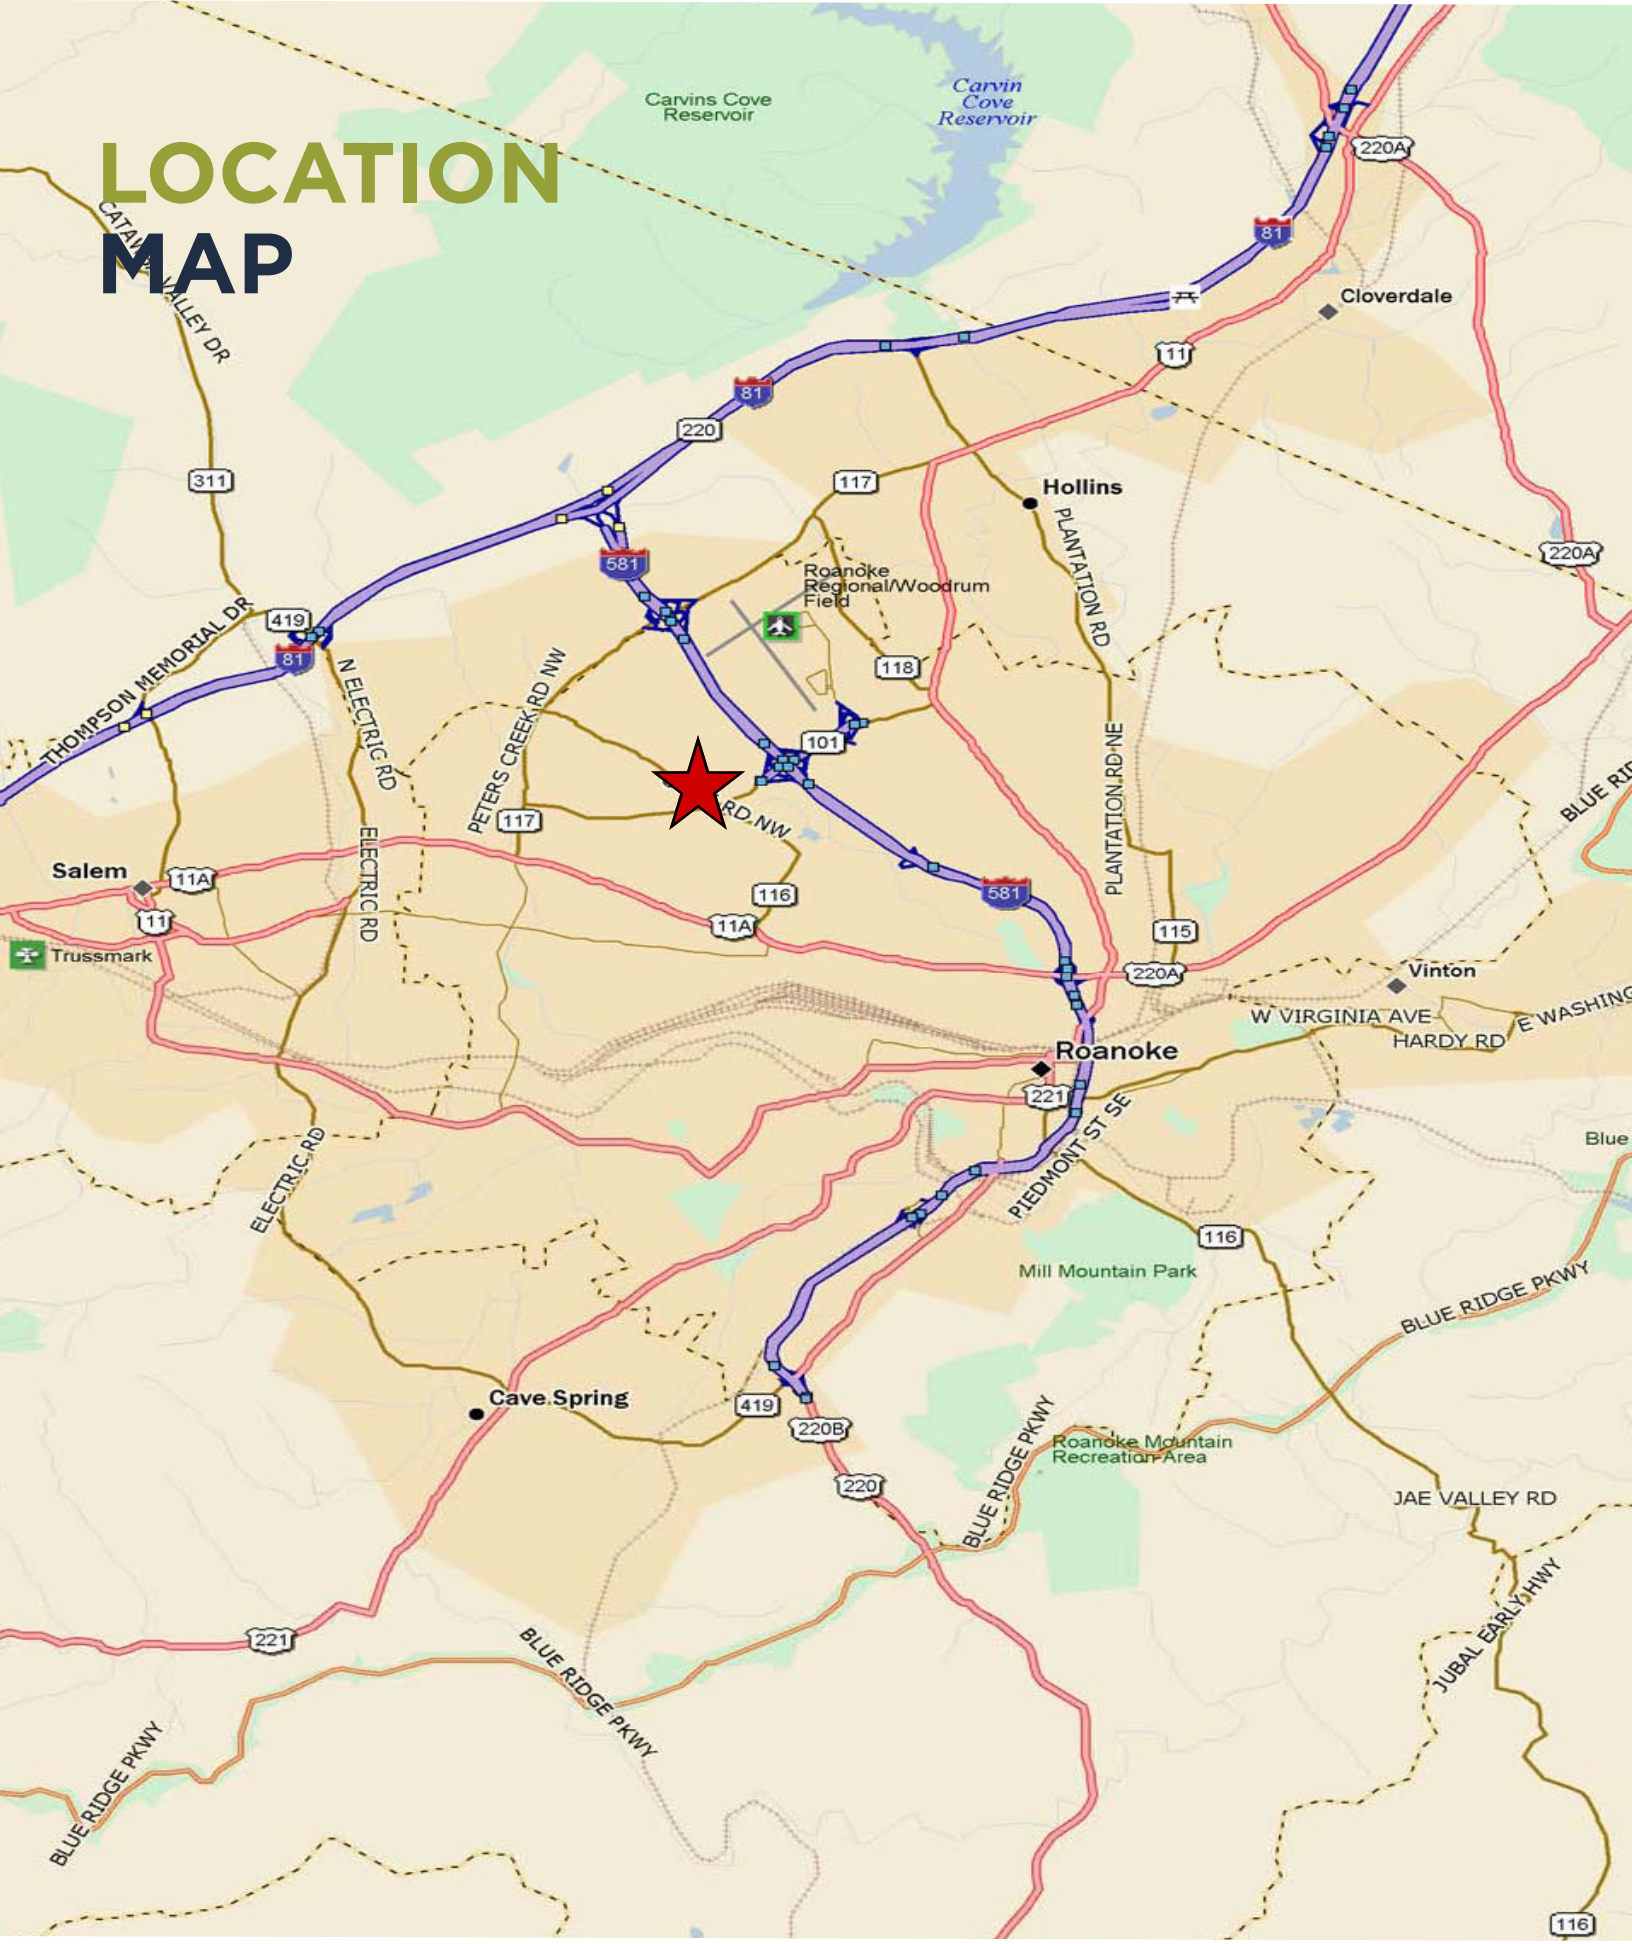 LOCATION
MAP
Carvins Cove
Reservoir
Carvin
Cove
Reservoir
220A
81
CATAWBA VALLEY DR
Cloverdale
11
81
220
311
117
Hollins
PLANTATION RD
220A
581
Roanoke
Regional/Woodrum
Field
419
81
THOMPSON MEMORIAL DR
N ELECTRIC RD
PETERS CREEK RD NW
118
101
PLANTATION RD NE
BLUE RID
RD NW
117
ELECTRIC RD
Salem
11A
11
116
11A
581
115
Trussmark
220A
Vinton
W VIRGINIA AVE
HARDY RD
E WASHING
Roanoke
221
PIEDMONT ST SE
Blue
ELECTRIC RD
116
Mill Mountain Park
BLUE RIDGE PKWY
Cave Spring
419
220B
220
BLUE RIDGE PKWY
Roanoke Mountain
Recreation Area
JAE VALLEY RD
JUBAL EARLY HWY
221
BLUE RIDGE PKWY
BLUE RIDGE PKWY
116